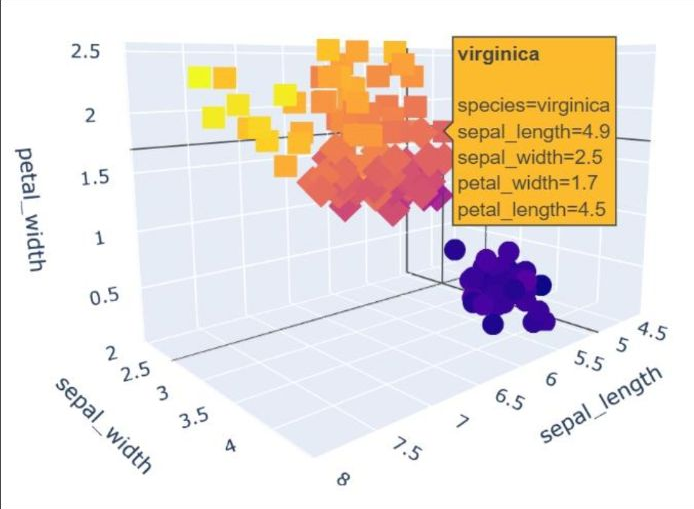 2.5
2
1.5
1
0.5
petal_width
virginica
species=virginica
sepal_length=4.9
sepal_width=2.5
petal_width=1.7
petal_length=4.5
2
2.5
3
3.5
4
sepal_width
4.5
5
5.5
6
6.5
7
7.5
8
sepal_length